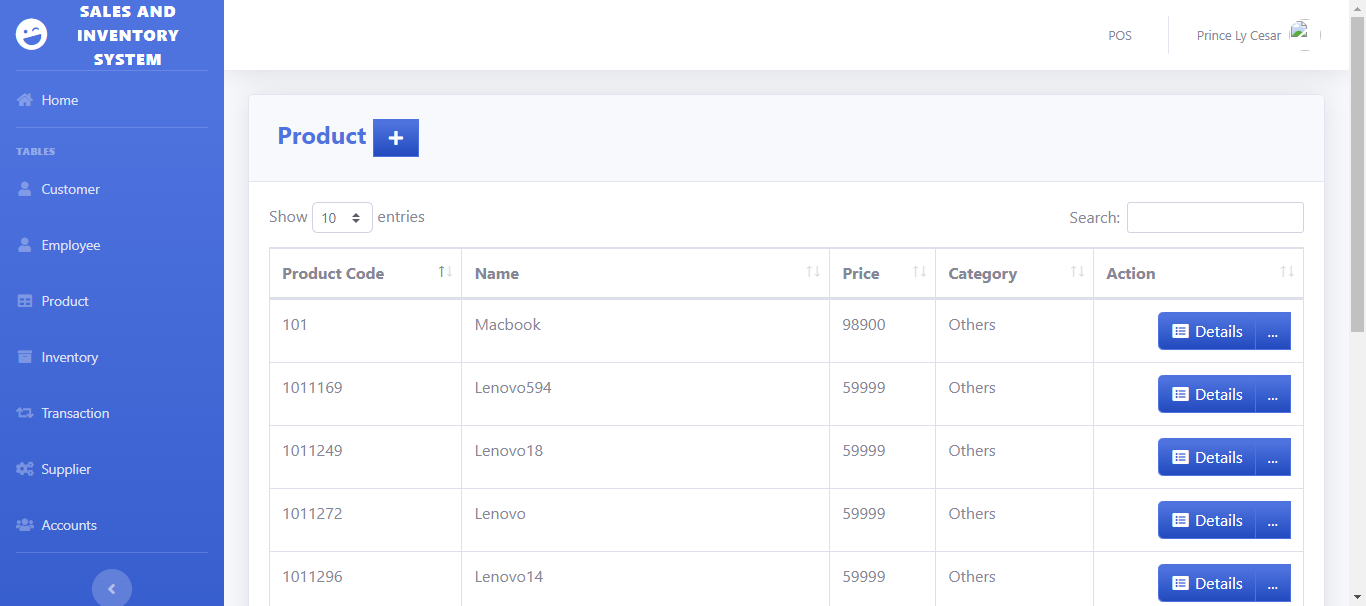 SALES AND
INVENTORY
SYSTEM
POS
Prince Ly Cesar
Home
TABLES
Customer
Employee
Product
Inventory
Transaction
Supplier
Accounts
Product +
Show 10 entries
Search:
Product Code Name Price Category Action
101 Macbook 98900 Others Details ...
1011169 Lenovo594 59999 Others Details ...
1011249 Lenovo18 59999 Others Details ...
1011272 Lenovo 59999 Others Details ...
1011296 Lenovo14 59999 Others Details ...